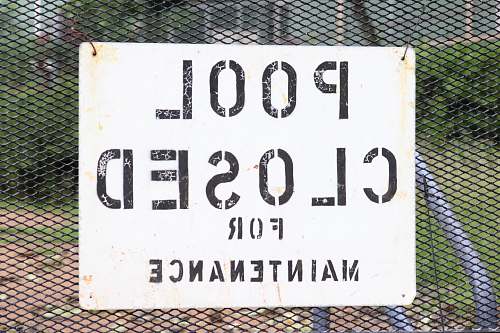 POOL
CLOSED
FOR
MAINTENANCE